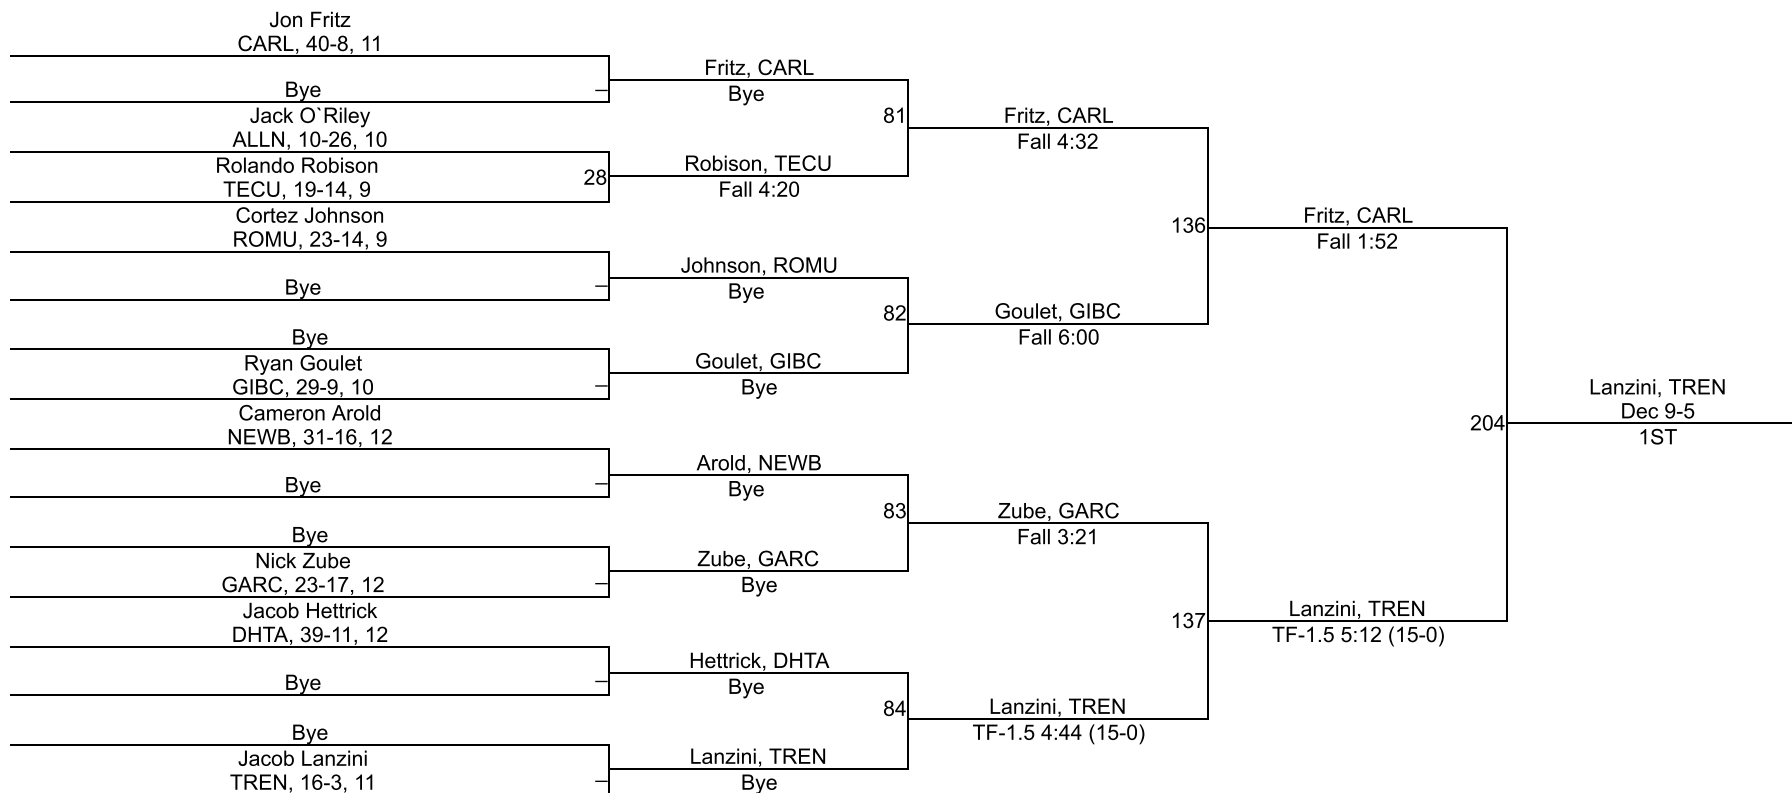 Jon Fritz
CARL, 40-8, 11
Bye
Jack O`Riley
ALLN, 10-26, 10
Rolando Robison
TECU, 19-14, 9
28
Cortez Johnson
ROMU, 23-14, 9
Bye
Bye
Ryan Goulet
GIBC, 29-9, 10
Cameron Arold
NEWB, 31-16, 12
Bye
Bye
Nick Zube
GARC, 23-17, 12
Jacob Hettrick
DHTA, 39-11, 12
Bye
Bye
Jacob Lanzini
TREN, 16-3, 11
Fritz, CARL
Bye
81
Robison, TECU
Fall 4:20
Johnson, ROMU
Bye
82
Goulet, GIBC
Bye
Arold, NEWB
Bye
83
Zube, GARC
Bye
Hettrick, DHTA
Bye
84
Lanzini, TREN
Bye
Fritz, CARL
Fall 4:32
136
Goulet, GIBC
Fall 6:00
Zube, GARC
Fall 3:21
137
Lanzini, TREN
TF-1.5 4:44 (15-0)
Fritz, CARL
Fall 1:52
204
Lanzini, TREN
TF-1.5 5:12 (15-0)
Lanzini, TREN
Dec 9-5
1ST